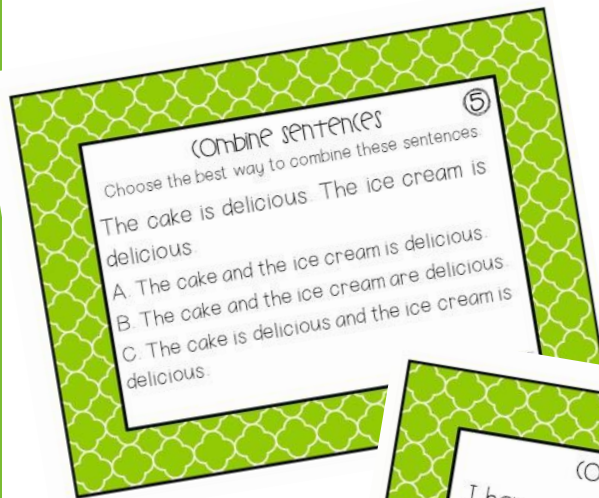 Combine Sentences
5
Choose the best way to combine these sentences.
The cake is delicious. The ice cream is
delicious.
A. The cake and the ice cream is delicious.
B. The cake and the ice cream are delicious.
C. The cake is delicious and the ice cream is
delicious.
I